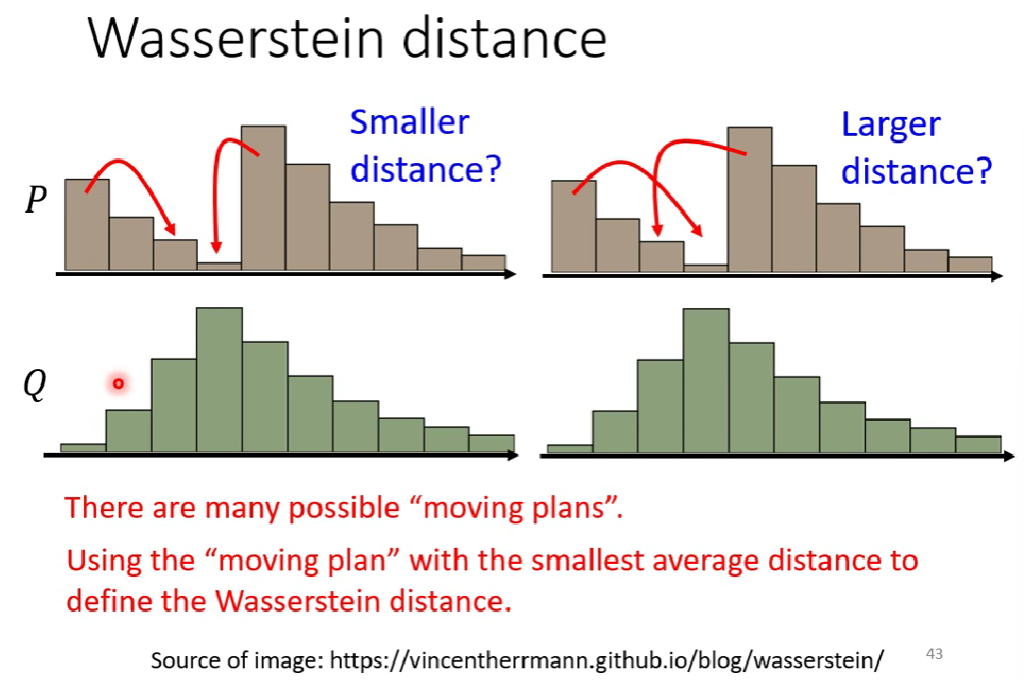 Wasserstein distance
Smaller
distance?
Larger
distance?
P
Q
There are many possible “moving plans”.
Using the “moving plan” with the smallest average distance to
define the Wasserstein distance.
Source of image: https://vincentherrmann.github.io/blog/wasserstein/
43